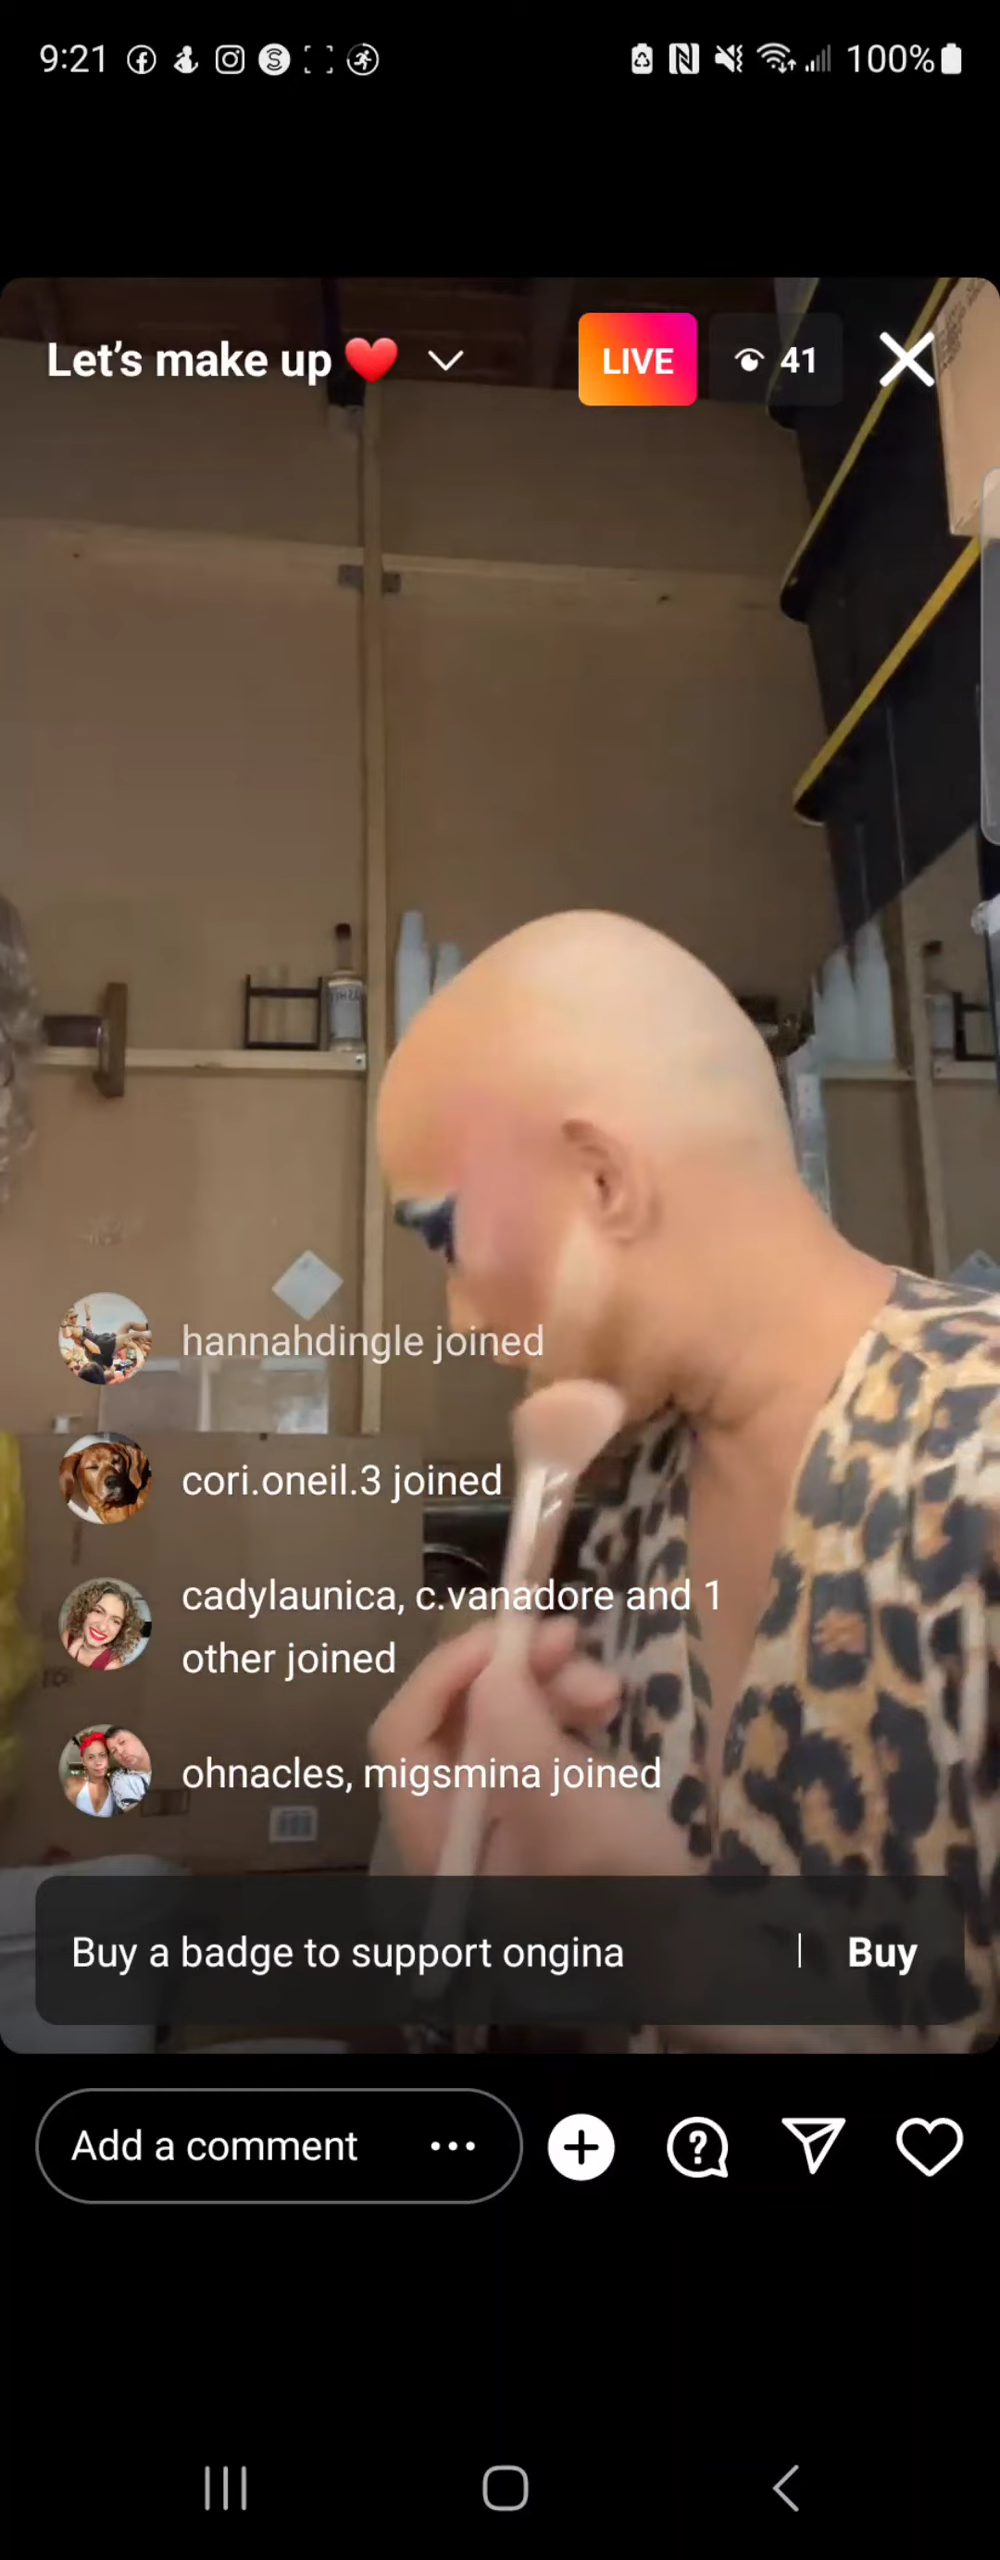 9:21
100%
Let's make up ❤️
LIVE
41
hannahdingle joined
cori.oneil.3 joined
cadylaunica, c.vanadore and 1
other joined
ohnacles, migsmina joined
Buy a badge to support ongina | Buy
Add a comment